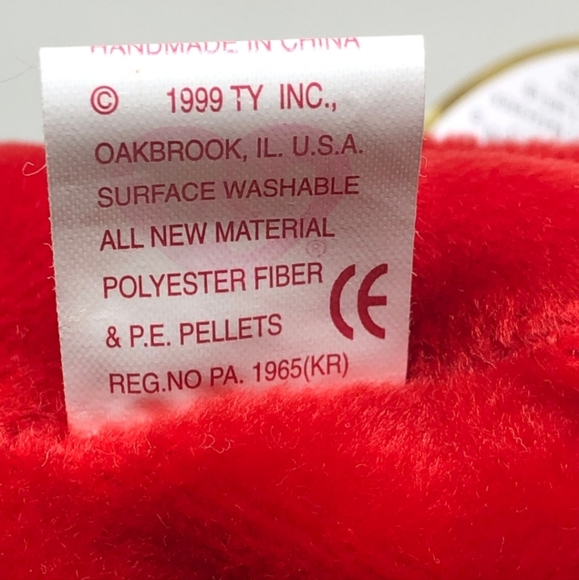 HANDMADE IN CHINA
© 1999 TY INC.,
OAKBROOK, IL. U.S.A.
SURFACE WASHABLE
ALL NEW MATERIAL
POLYESTER FIBER
& P.E. PELLETS
CE
REG.NO PA. 1965(KR)
®